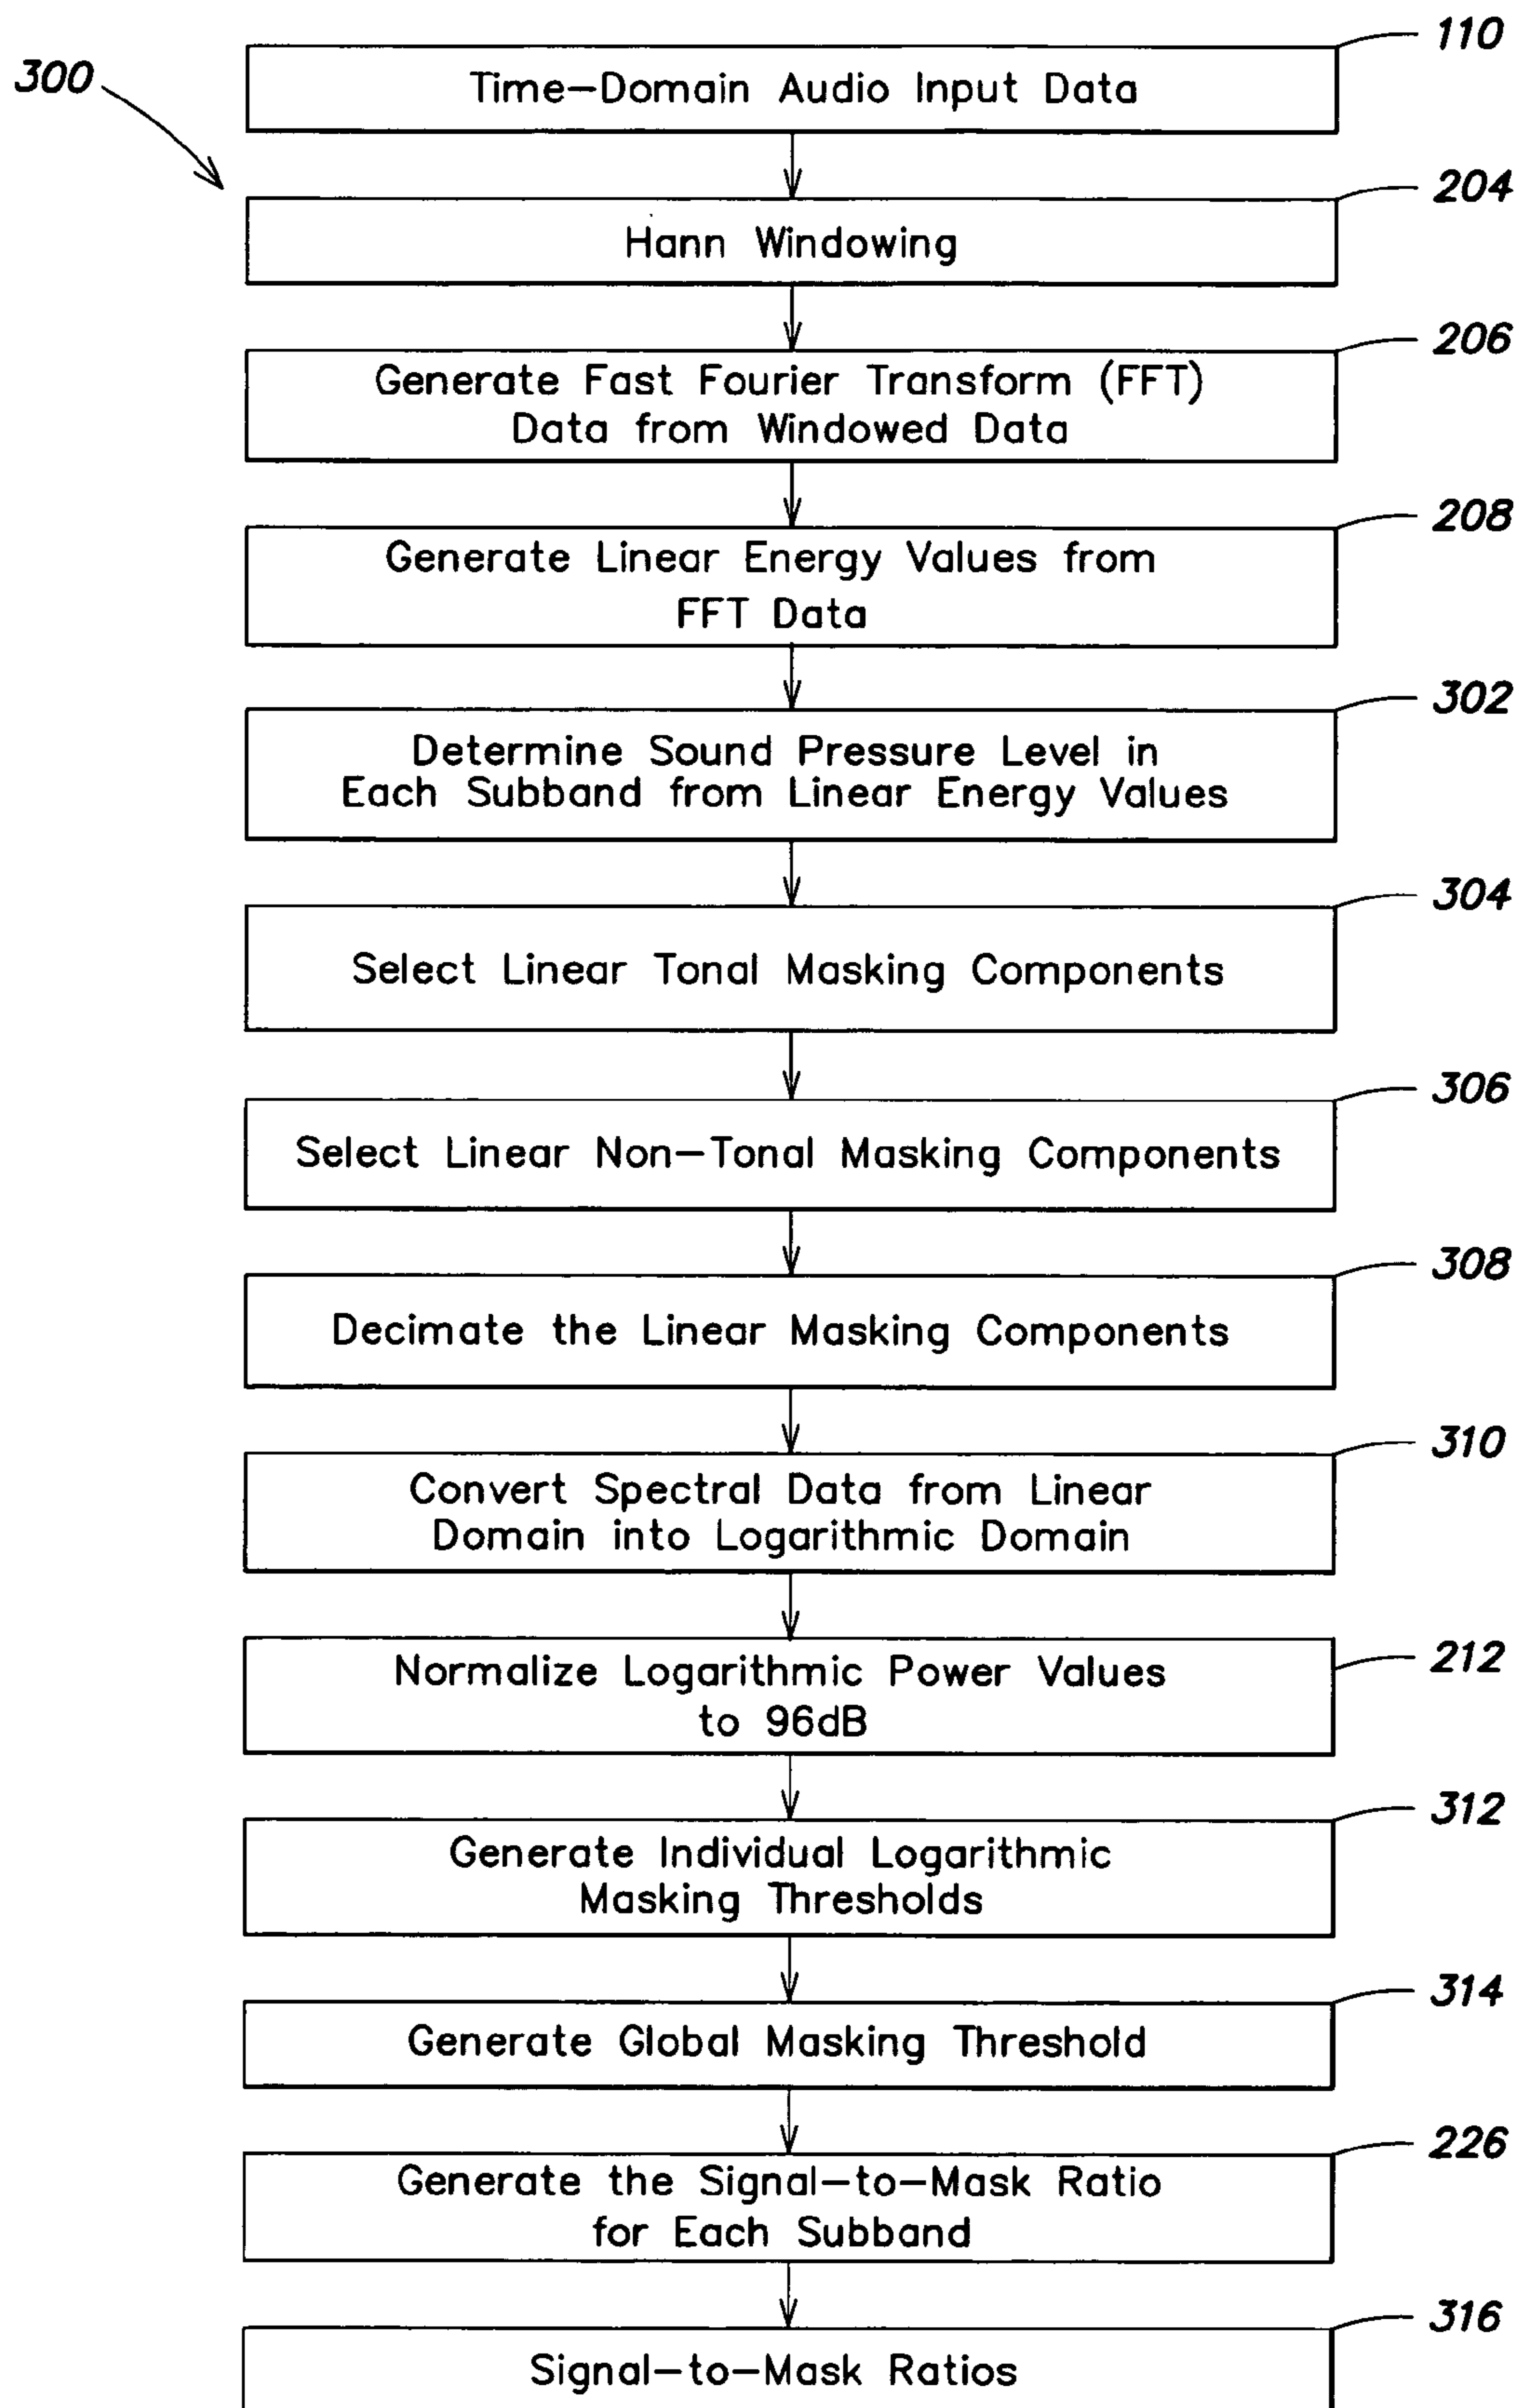 110
300
Time-Domain Audio Input Data
204
Hann Windowing
206
Generate Fast Fourier Transform (FFT)
Data from Windowed Data
208
Generate Linear Energy Values from
FFT Data
302
Determine Sound Pressure Level in
Each Subband from Linear Energy Values
304
Select Linear Tonal Masking Components
306
Select Linear Non-Tonal Masking Components
308
Decimate the Linear Masking Components
310
Convert Spectral Data from Linear
Domain into Logarithmic Domain
212
Normalize Logarithmic Power Values
to 96dB
312
Generate Individual Logarithmic
Masking Thresholds
314
Generate Global Masking Threshold
226
Generate the Signal-to-Mask Ratio
for Each Subband
316
Signal-to-Mask Ratios